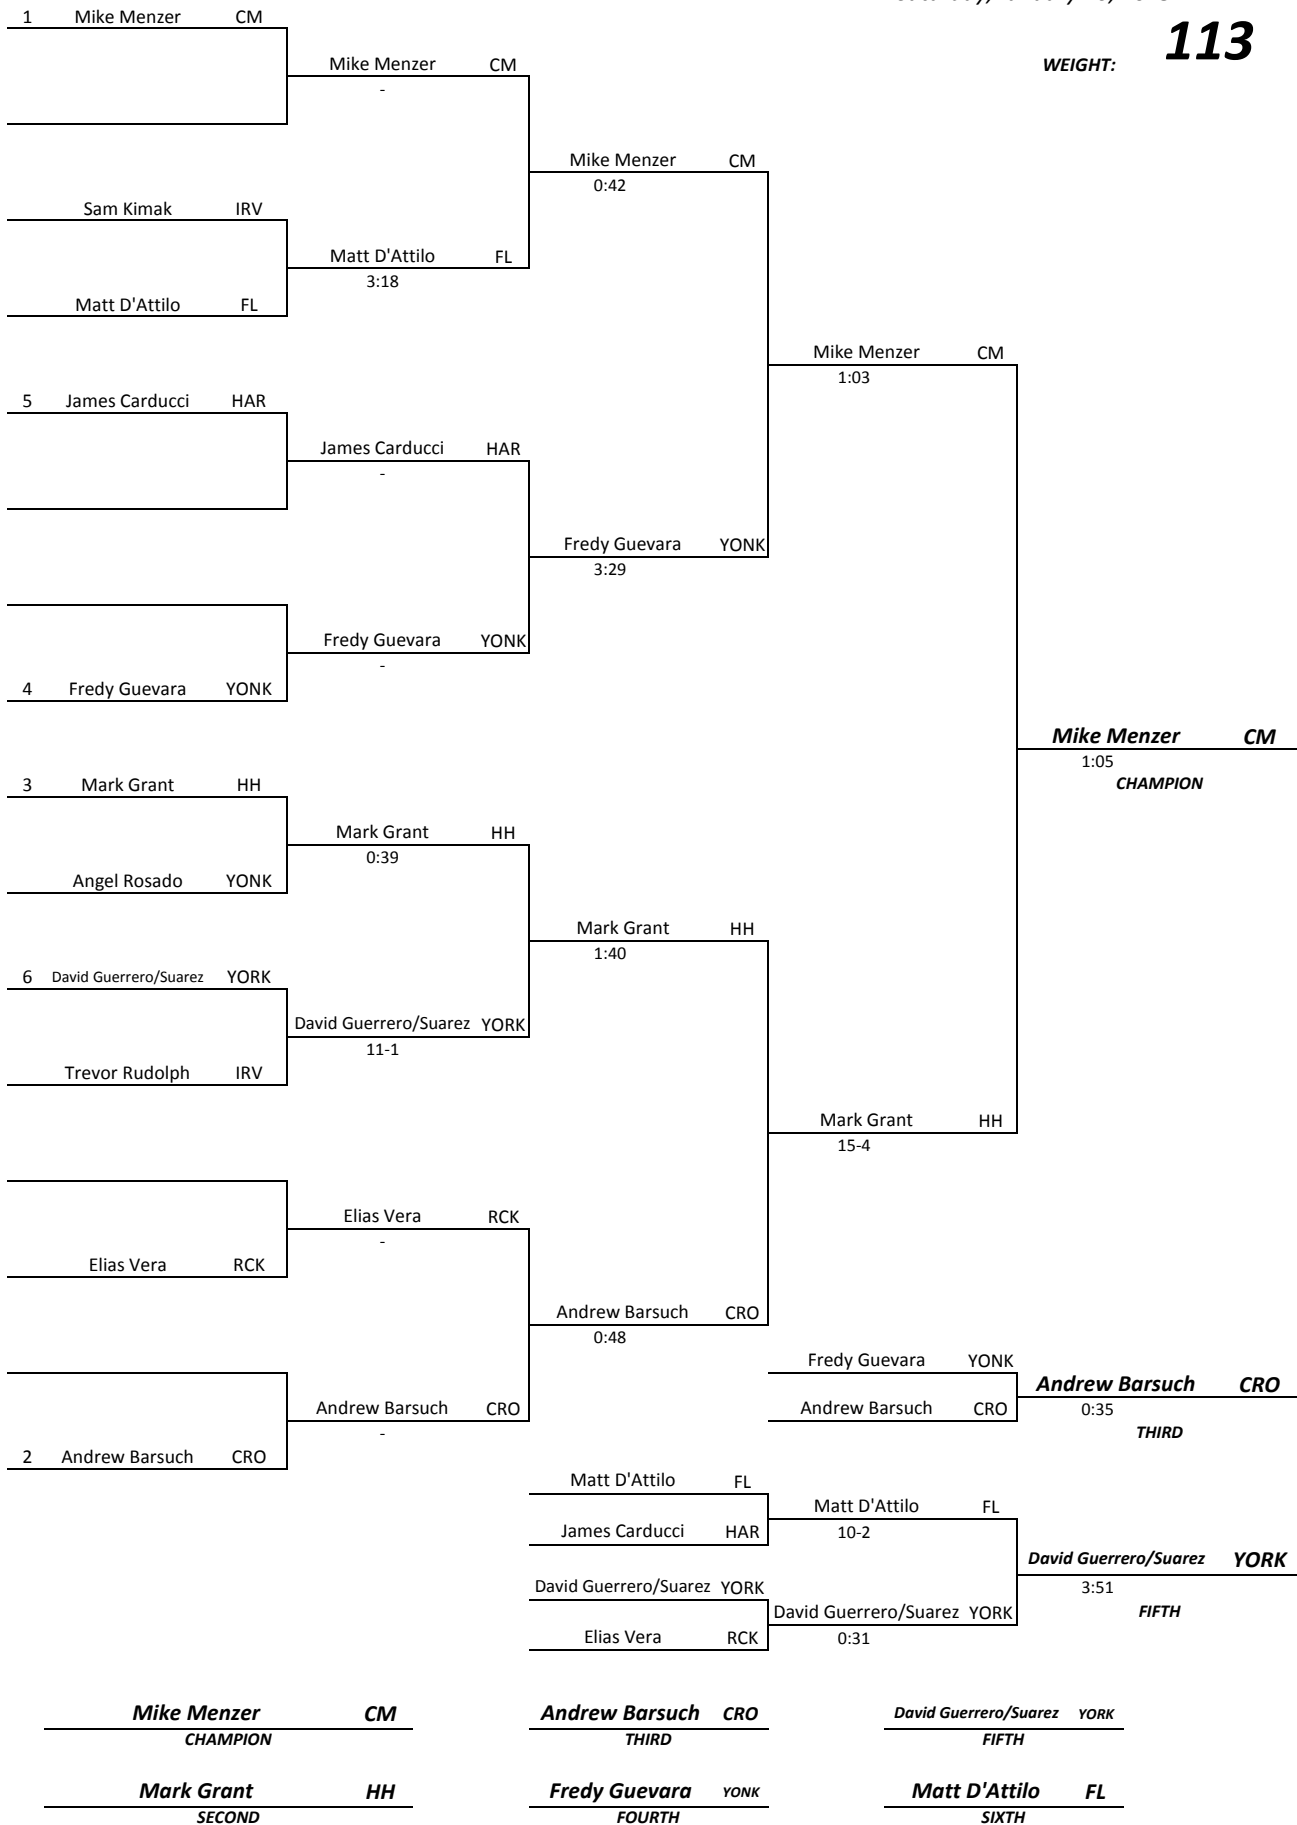 1 Mike Menzer CM
113
WEIGHT:
Mike Menzer CM
-
Mike Menzer CM
0:42
Sam Kimak IRV
Matt D'Attilo FL
3:18
Matt D'Attilo FL
Mike Menzer CM
1:03
5 James Carducci HAR
James Carducci HAR
-
Fredy Guevara YONK
3:29
Fredy Guevara YONK
-
4 Fredy Guevara YONK
Mike Menzer CM
1:05
CHAMPION
3 Mark Grant HH
Mark Grant HH
0:39
Angel Rosado YONK
Mark Grant HH
1:40
6 David Guerrero/Suarez YORK
David Guerrero/Suarez YORK
11-1
Trevor Rudolph IRV
Mark Grant HH
15-4
Elias Vera RCK
-
Elias Vera RCK
Andrew Barsuch CRO
0:48
Fredy Guevara YONK
Andrew Barsuch CRO
0:35
THIRD
Andrew Barsuch CRO
Andrew Barsuch CRO
-
2 Andrew Barsuch CRO
Matt D'Attilo FL
Matt D'Attilo FL
10-2
James Carducci HAR
David Guerrero/Suarez YORK
3:51
FIFTH
David Guerrero/Suarez YORK
David Guerrero/Suarez YORK
0:31
Elias Vera RCK
Mike Menzer CM
CHAMPION
Andrew Barsuch CRO
THIRD
David Guerrero/Suarez YORK
FIFTH
Mark Grant HH
SECOND
Fredy Guevara YONK
FOURTH
Matt D'Attilo FL
SIXTH